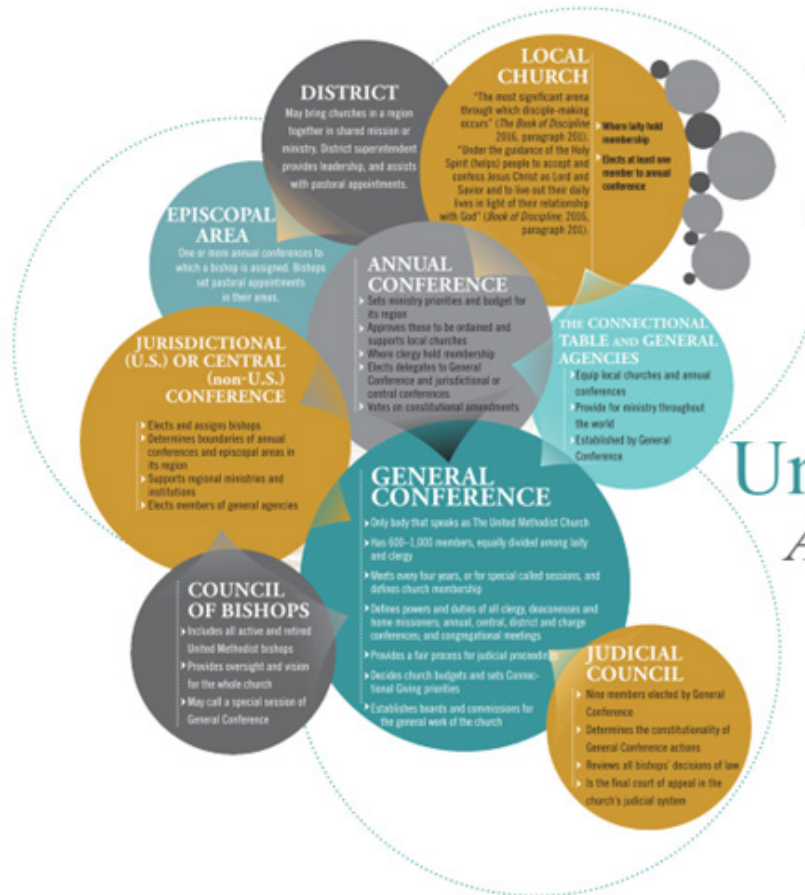 DISTRICT
May bring churches in a region
together in shared mission or
ministry. District superintendent
provides leadership, and assists
with pastoral appointments.
LOCAL
CHURCH
"The most significant arena
through which disciple-making
occurs" (The Book of Discipline
2016, paragraph 201).
"Under the guidance of the Holy
Spirit (helps) people to accept and
confess Jesus Christ as Lord and
Savior and to live out their daily
lives in light of their relationship
with God" (Book of Discipline, 2016,
paragraph 201).
Where laity hold
membership
Elects at least one
member to annual
conference
EPISCOPAL
AREA
One or more annual conferences to
which a bishop is assigned. Bishops
set pastoral appointments
in their areas.
ANNUAL
CONFERENCE
Sets ministry priorities and budget for
its region
Approves those to be ordained and
supports local churches
Where clergy hold membership
Elects delegates to General
Conference and jurisdictional or
central conferences
Votes on constitutional amendments
THE CONNECTIONAL
TABLE AND GENERAL
AGENCIES
Equip local churches and annual
conferences
Provide for ministry throughout
the world
Established by General
Conference
JURISDICTIONAL
(U.S.) OR CENTRAL
(non-U.S.)
CONFERENCE
Elects and assigns bishops
Determines boundaries of annual
conferences and episcopal areas in
its region
Supports regional ministries and
institutions
Elects members of general agencies
GENERAL
CONFERENCE
Only body that speaks as The United Methodist Church
Has 600–1,000 members, equally divided among laity
and clergy
Meets every four years, or for special called sessions, and
defines church membership
Defines powers and duties of all clergy, deaconesses and
home missioners; annual, central, district and charge
conferences; and congregational meetings
Provides a fair process for judicial proceedings
Decides church budgets and sets Connec-
tional Giving priorities
Establishes boards and commissions for
the general work of the church
COUNCIL
OF BISHOPS
Includes all active and retired
United Methodist bishops
Provides oversight and vision
for the whole church
May call a special session of
General Conference
JUDICIAL
COUNCIL
Nine members elected by General
Conference
Determines the constitutionality of
General Conference actions
Reviews all bishops' decisions of law
Is the final court of appeal in the
church's judicial system